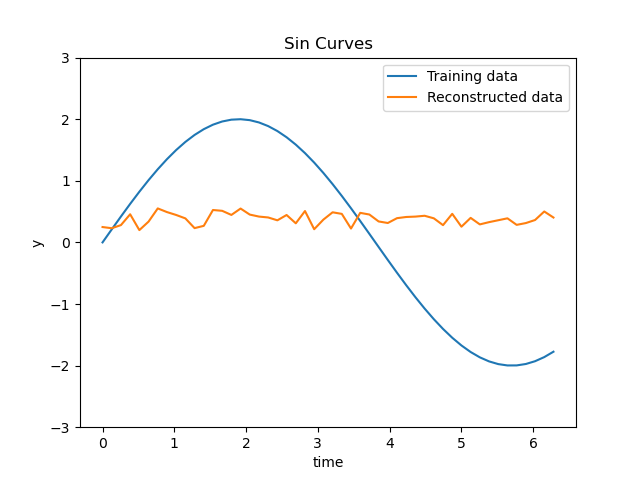 Sin Curves
Training data
Reconstructed data
3
2
1
0
−1
−2
−3
y
0 1 2 3 4 5 6
time